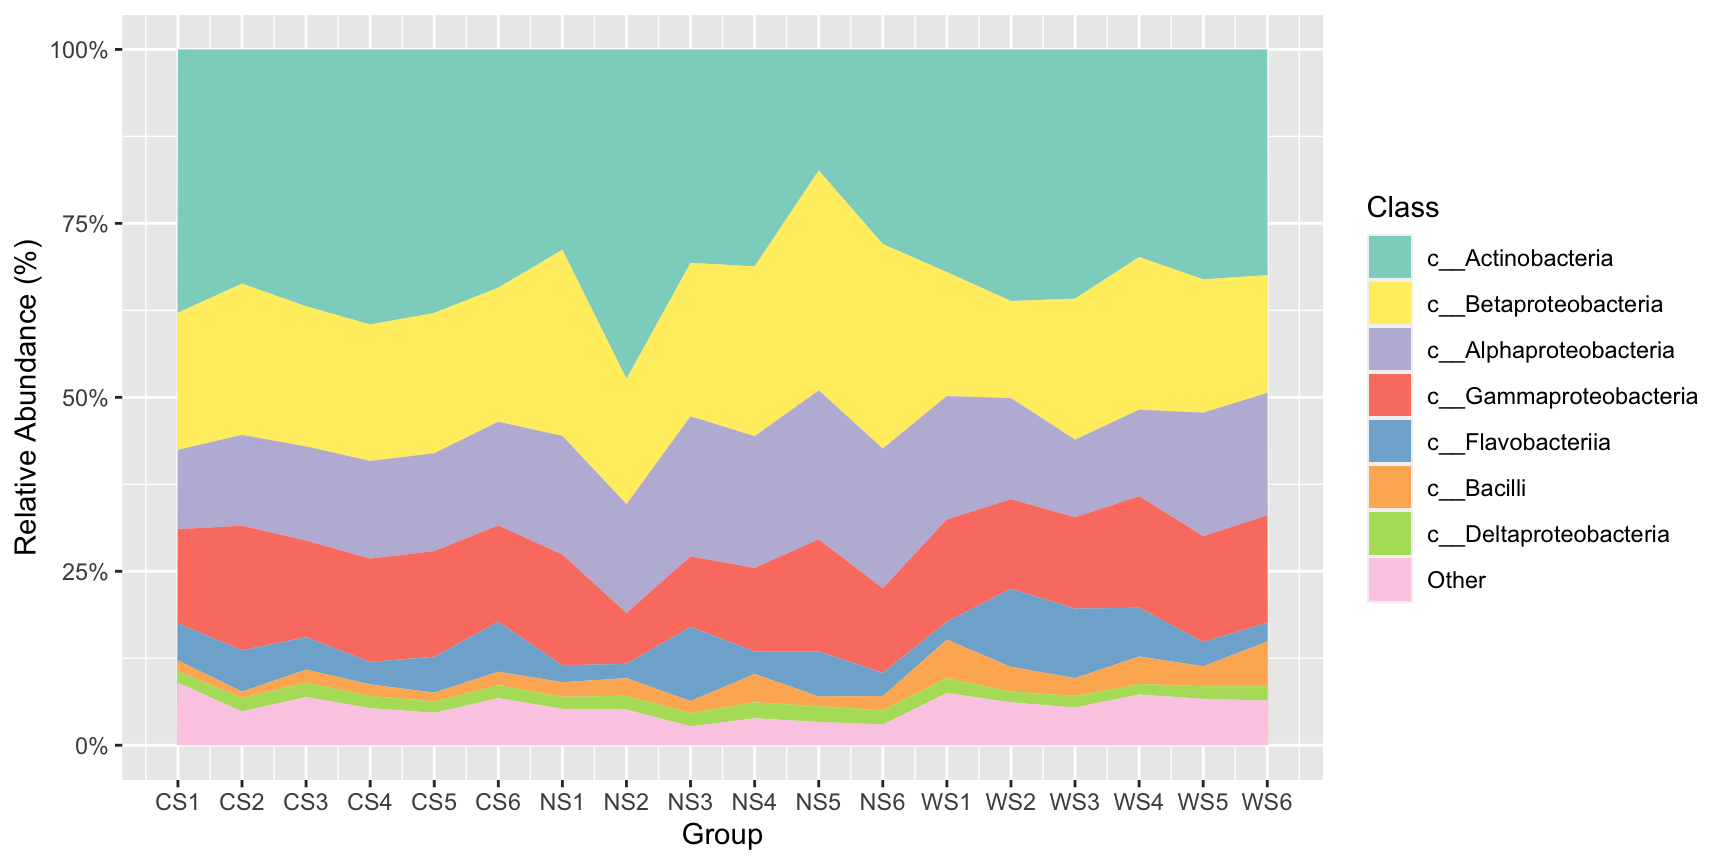 Relative Abundance (%)
100%
75%
50%
25%
0%
CS1 CS2 CS3 CS4 CS5 CS6 NS1 NS2 NS3 NS4 NS5 NS6 WS1 WS2 WS3 WS4 WS5 WS6
Group
Class
c__Actinobacteria
c__Betaproteobacteria
c__Alphaproteobacteria
c__Gammaproteobacteria
c__Flavobacteriia
c__Bacilli
c__Deltaproteobacteria
Other